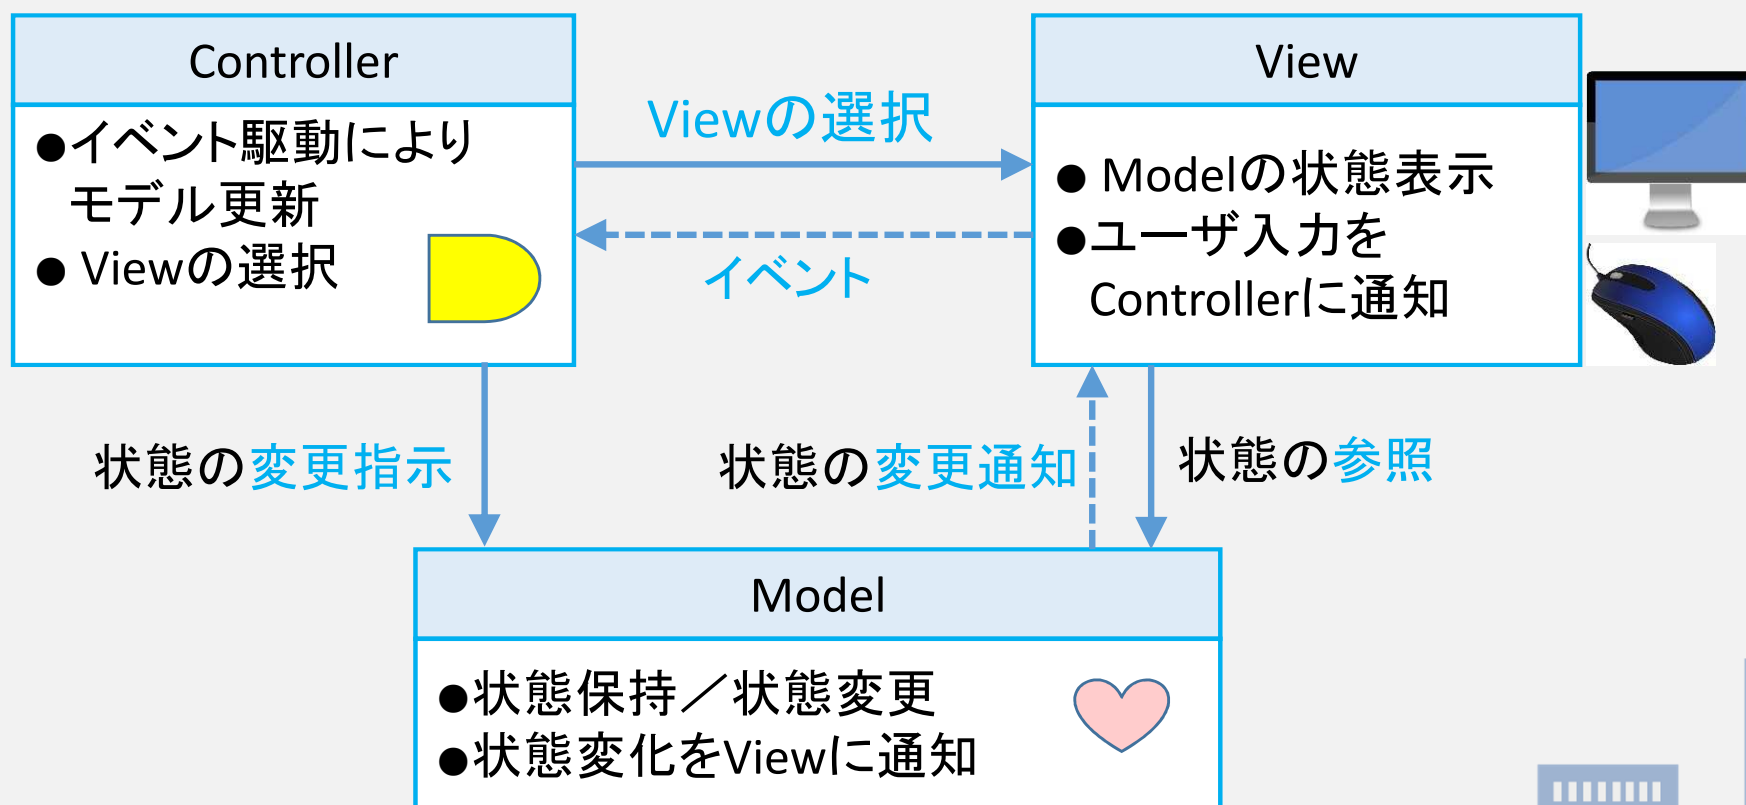 Controller
●イベント駆動により
モデル更新
● Viewの選択
Viewの選択
イベント
View
● Modelの状態表示
●ユーザ入力を
Controllerに通知
状態の変更指示
状態の変更通知
状態の参照
Model
●状態保持／状態変更
●状態変化をViewに通知